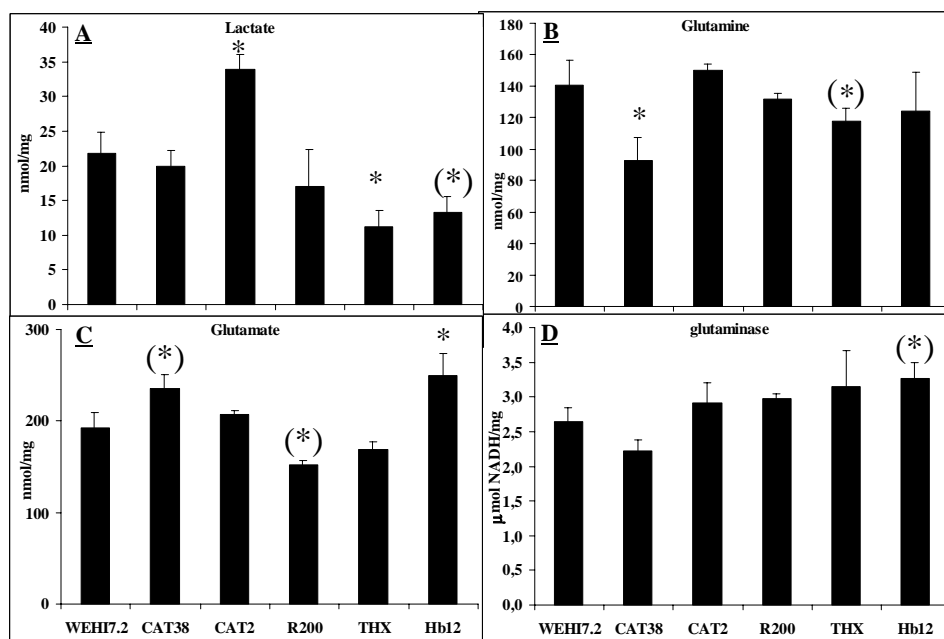 A
Lactate
nmol/mg
40
35
30
25
20
15
10
5
0
*
*
(*)
B
Glutamine
nmol/mg
180
160
140
120
100
80
60
40
20
0
*
(*)
C
Glutamate
nmol/mg
300
200
100
0
(*)
(*)
*
WEHI7.2 CAT38 CAT2 R200 THX Hb12
D
glutaminase
µmol NADH/mg
4,0
3,5
3,0
2,5
2,0
1,5
1,0
0,5
0,0
(*)
WEHI7.2 CAT38 CAT2 R200 THX Hb12